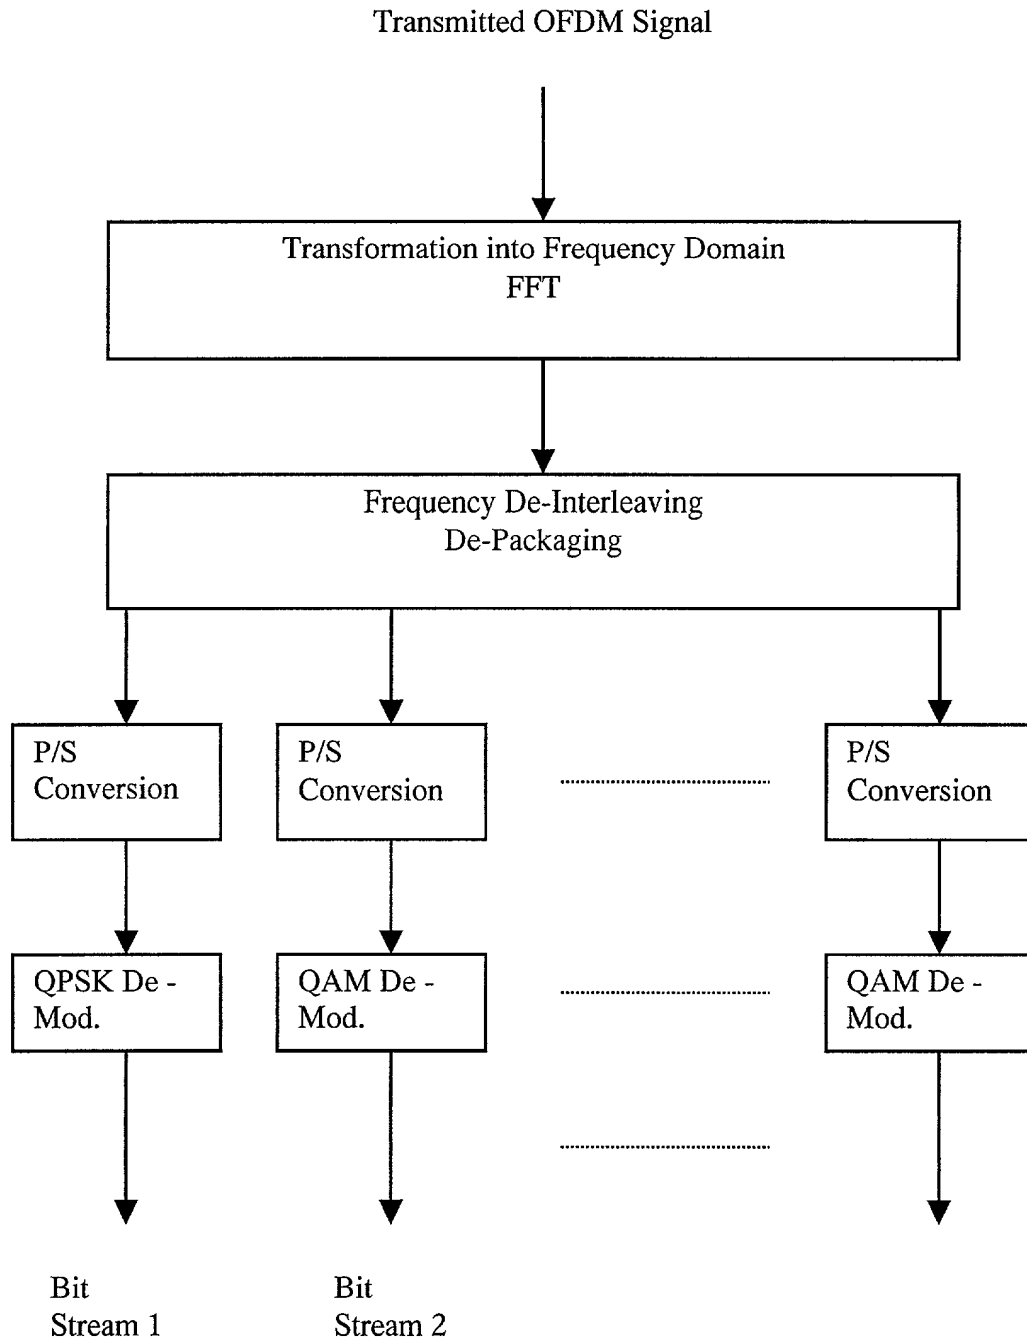 Transmitted OFDM Signal
Transformation into Frequency Domain
FFT
Frequency De-Interleaving
De-Packaging
P/S
Conversion
P/S
Conversion
P/S
Conversion
QPSK De -
Mod.
QAM De -
Mod.
QAM De -
Mod.
Bit
Stream 1
Bit
Stream 2